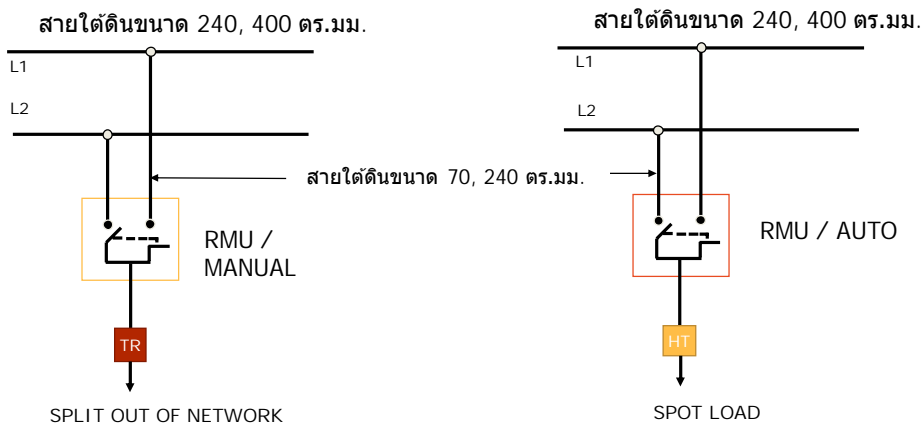 สายใต้ดินขนาด 240, 400 ตร.มม.
L1
L2
สายใต้ดินขนาด 240, 400 ตร.มม.
L1
L2
สายใต้ดินขนาด 70, 240 ตร.มม.
RMU /
MANUAL
RMU / AUTO
TR
HT
SPLIT OUT OF NETWORK
SPOT LOAD